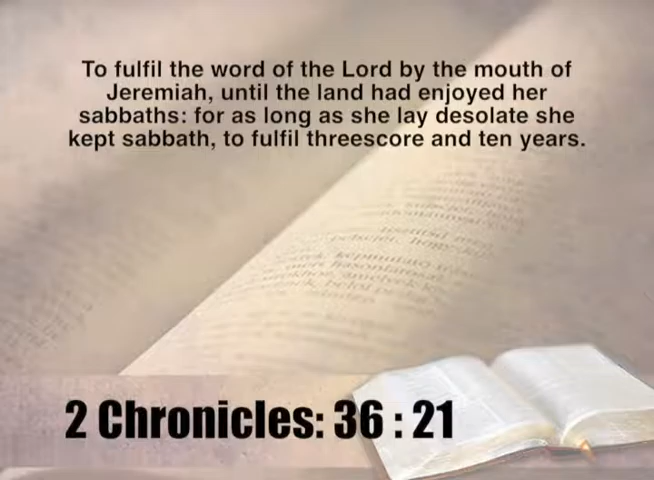 To fulfil the word of the Lord by the mouth of
Jeremiah, until the land had enjoyed her
sabbaths: for as long as she lay desolate she
kept sabbath, to fulfil threescore and ten years.
2 Chronicles: 36 : 21